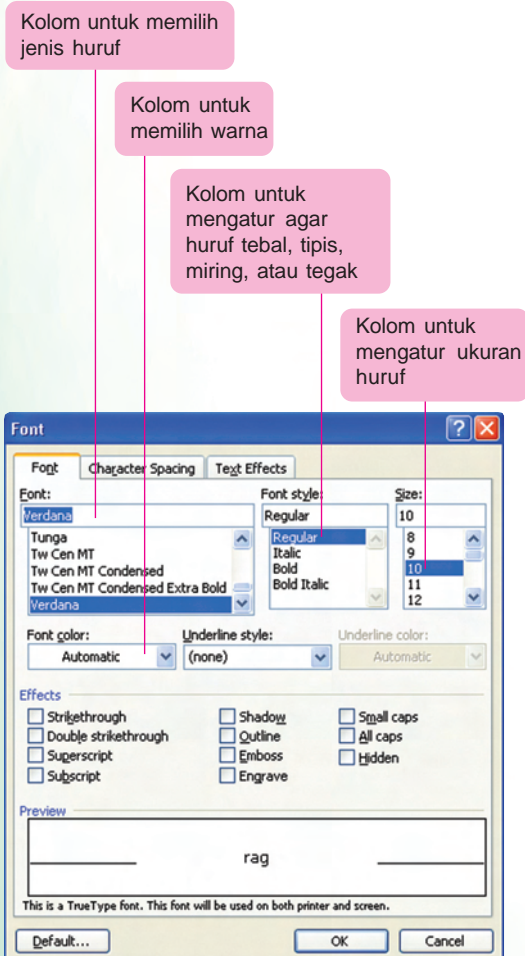 Kolom untuk memilih
jenis huruf
Kolom untuk
memilih warna
Kolom untuk
mengatur agar
huruf tebal, tipis,
miring, atau tegak
Kolom untuk
mengatur ukuran
huruf
Font
Font Character Spacing Text Effects
Font: Font style: Size:
Verdana Regular 10
Tunga Regular 8
Tw Cen MT Italic 9
Tw Cen MT Condensed Bold 10
Tw Cen MT Condensed Extra Bold Bold Italic 11
Verdana 12
Font color: Underline style: Underline color:
Automatic (none) Automatic
Effects
Strikethrough Shadow Small caps
Double strikethrough Outline All caps
Superscript Emboss Hidden
Subscript Engrave
Preview
rag
This is a TrueType font. This font will be used on both printer and screen.
Default... OK Cancel